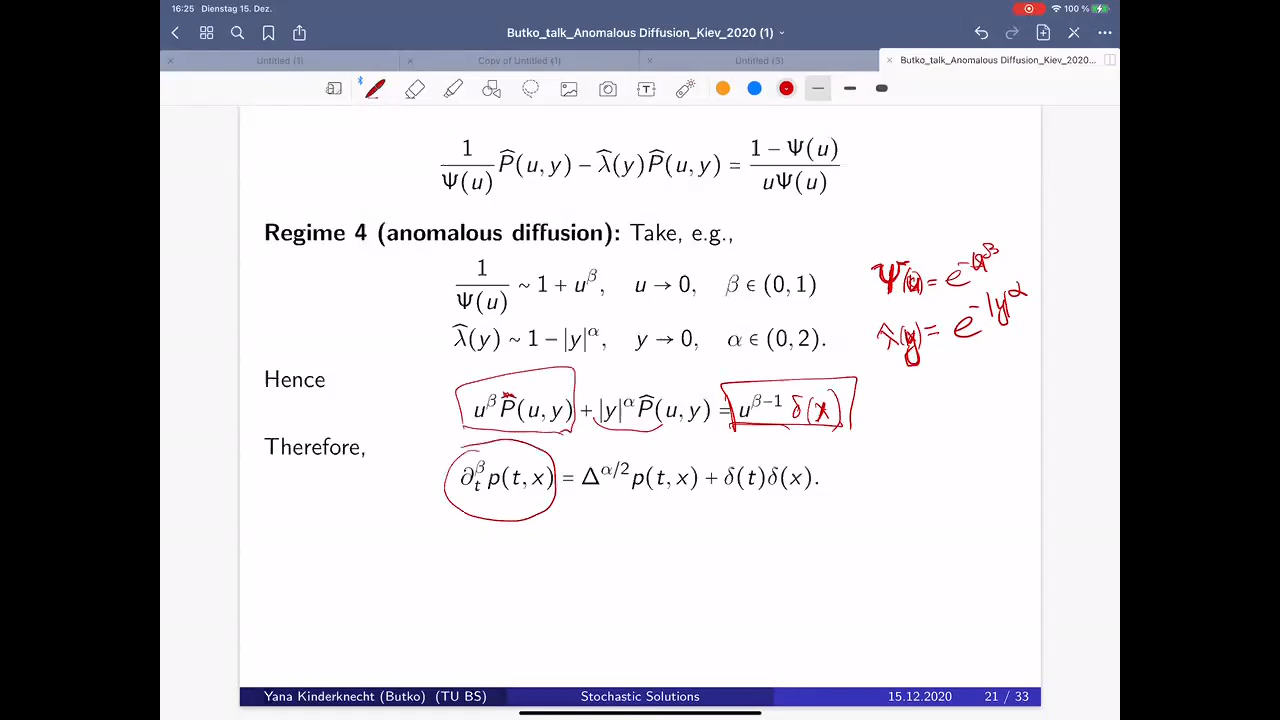 16:25 Dienstag 15. Dez. 100 %
Butko_talk_Anomalous Diffusion_Kiev_2020 (1)
Untitled (1) Copy of Untitled (1) Untitled (3) Butko_talk_Anomalous Diffusion_Kiev_2020...
1/Ψ(u) P̂(u, y) − λ̂(y)P̂(u, y) = (1 − Ψ(u))/(uΨ(u))
Regime 4 (anomalous diffusion): Take, e.g.,
1/Ψ(u) ~ 1 + u^β, u → 0, β ∈ (0, 1)
Ψ(u) = e^{-u^β}
λ̂(y) ~ 1 − |y|^α, y → 0, α ∈ (0, 2).
λ̂(y) = e^{-|y|^α}
Hence
u^β P̂(u, y) + |y|^α P̂(u, y) = u^{β−1} δ(x)
Therefore,
∂_t^β p(t, x) = Δ^{α/2} p(t, x) + δ(t)δ(x).
Yana Kinderknecht (Butko) (TU BS) Stochastic Solutions 15.12.2020 21 / 33